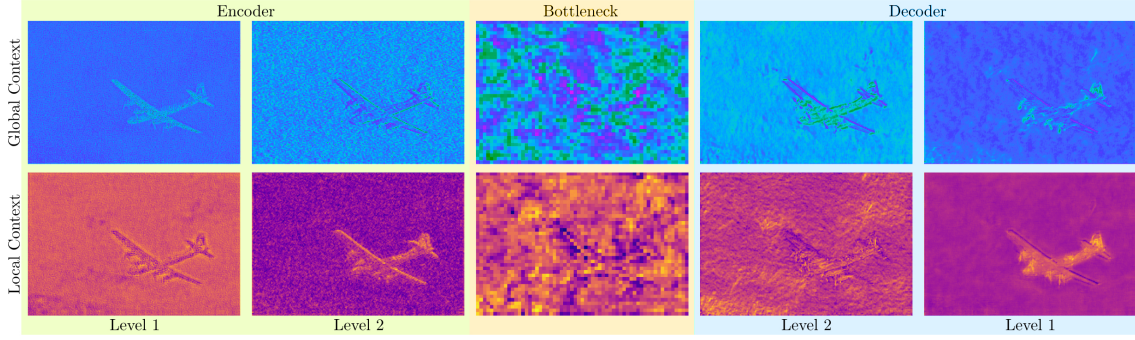 Encoder
Bottleneck
Decoder
Global Context
Local Context
Level 1
Level 2
Level 2
Level 1